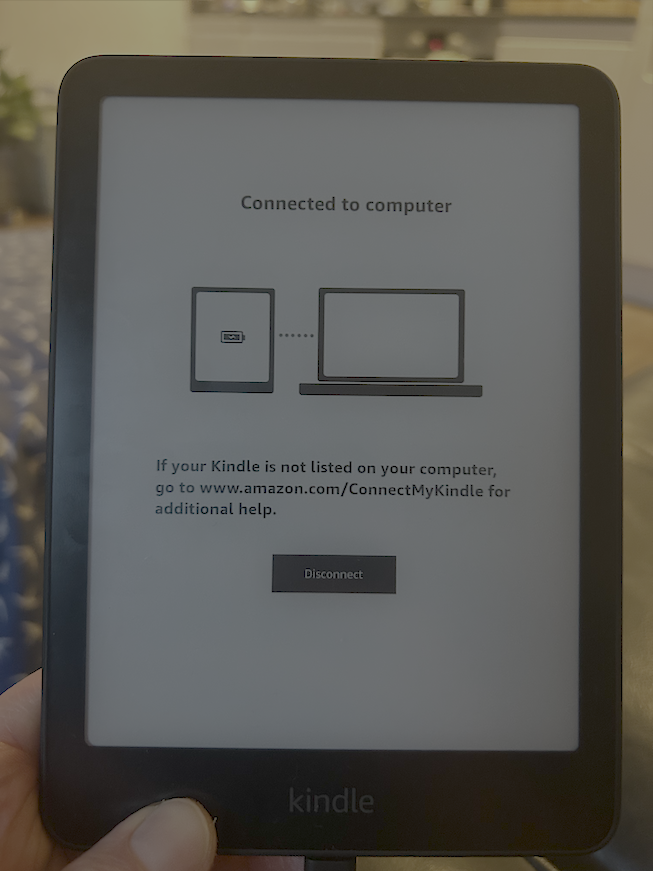 Connected to computer
If your Kindle is not listed on your computer,
go to www.amazon.com/ConnectMyKindle for
additional help.
Disconnect
kindle